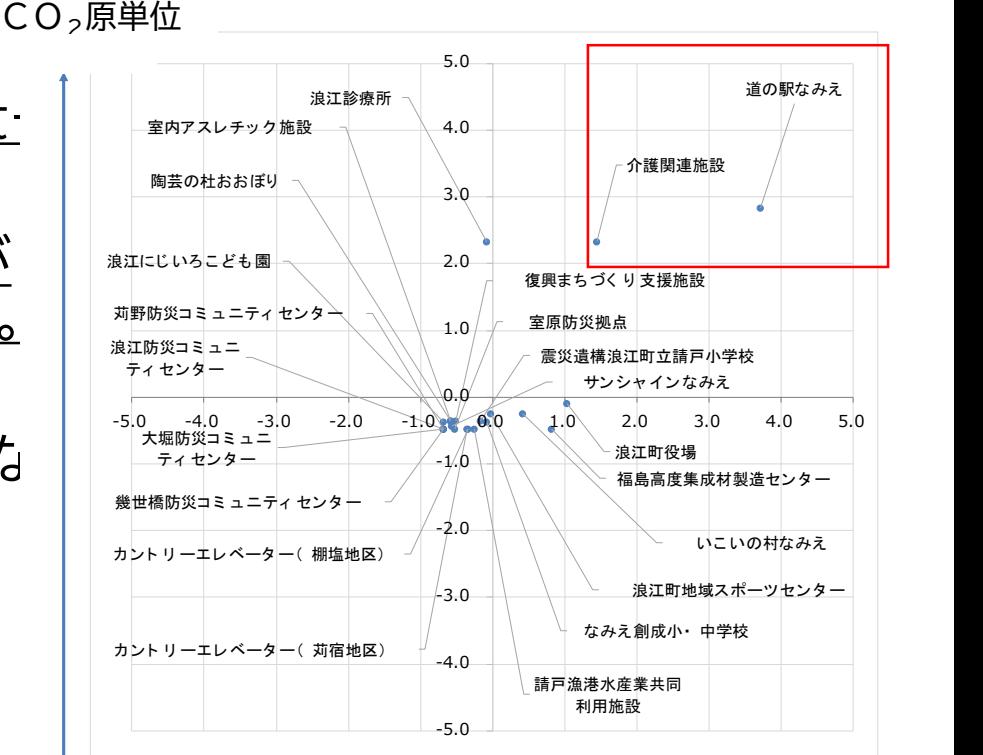 ＣＯ₂原単位
5.0
道の駅なみえ
浪江診療所
室内アスレチック施設
4.0
介護関連施設
陶芸の杜おおぼり
3.0
浪江にじいろこども園
2.0
復興まちづくり支援施設
苅野防災コミュニティセンター
室原防災拠点
1.0
浪江防災コミュニ
ティセンター
震災遺構浪江町立請戸小学校
サンシャインなみえ
0.0
-5.0 -4.0 -3.0 -2.0 -1.0 0.0 1.0 2.0 3.0 4.0 5.0
大堀防災コミュニ
ティセンター
浪江町役場
-1.0
福島高度集成材製造センター
幾世橋防災コミュニティセンター
-2.0
いこいの村なみえ
カントリーエレベーター(棚塩地区)
浪江町地域スポーツセンター
-3.0
なみえ創成小・中学校
カントリーエレベーター(苅宿地区)
-4.0
請戸漁港水産業共同
利用施設
-5.0